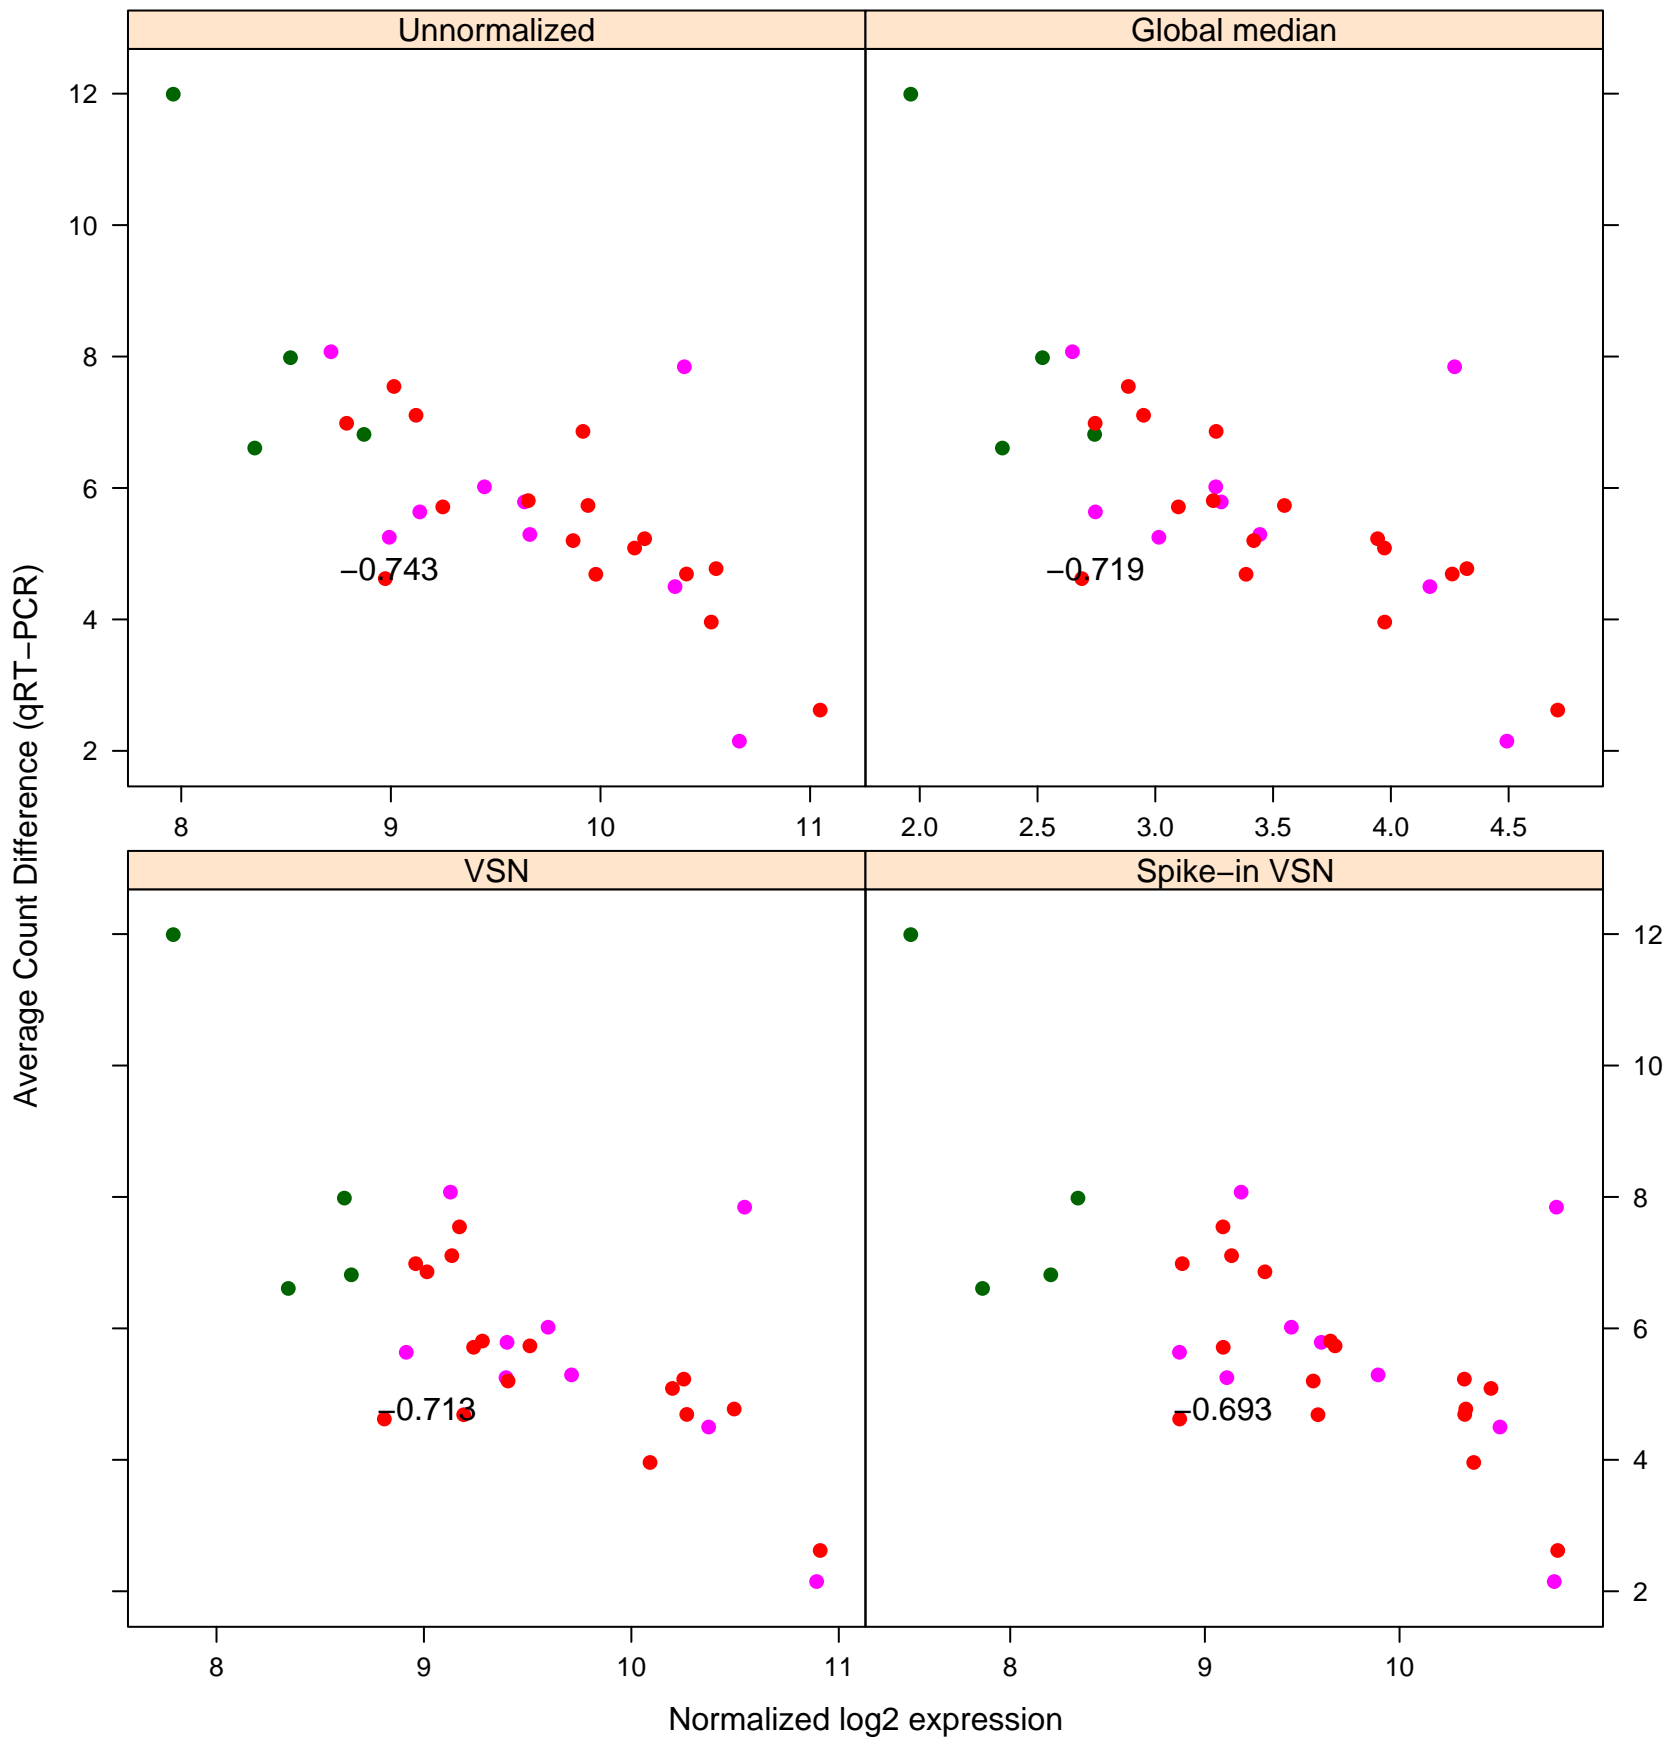 Unnormalized
Global median
12
10
8
6
4
2
−0.743
−0.719
8 9 10 11
2.0 2.5 3.0 3.5 4.0 4.5
Average Count Difference (qRT−PCR)
VSN
Spike−in VSN
12
10
8
6
4
2
−0.713
−0.693
8 9 10 11
8 9 10
Normalized log2 expression